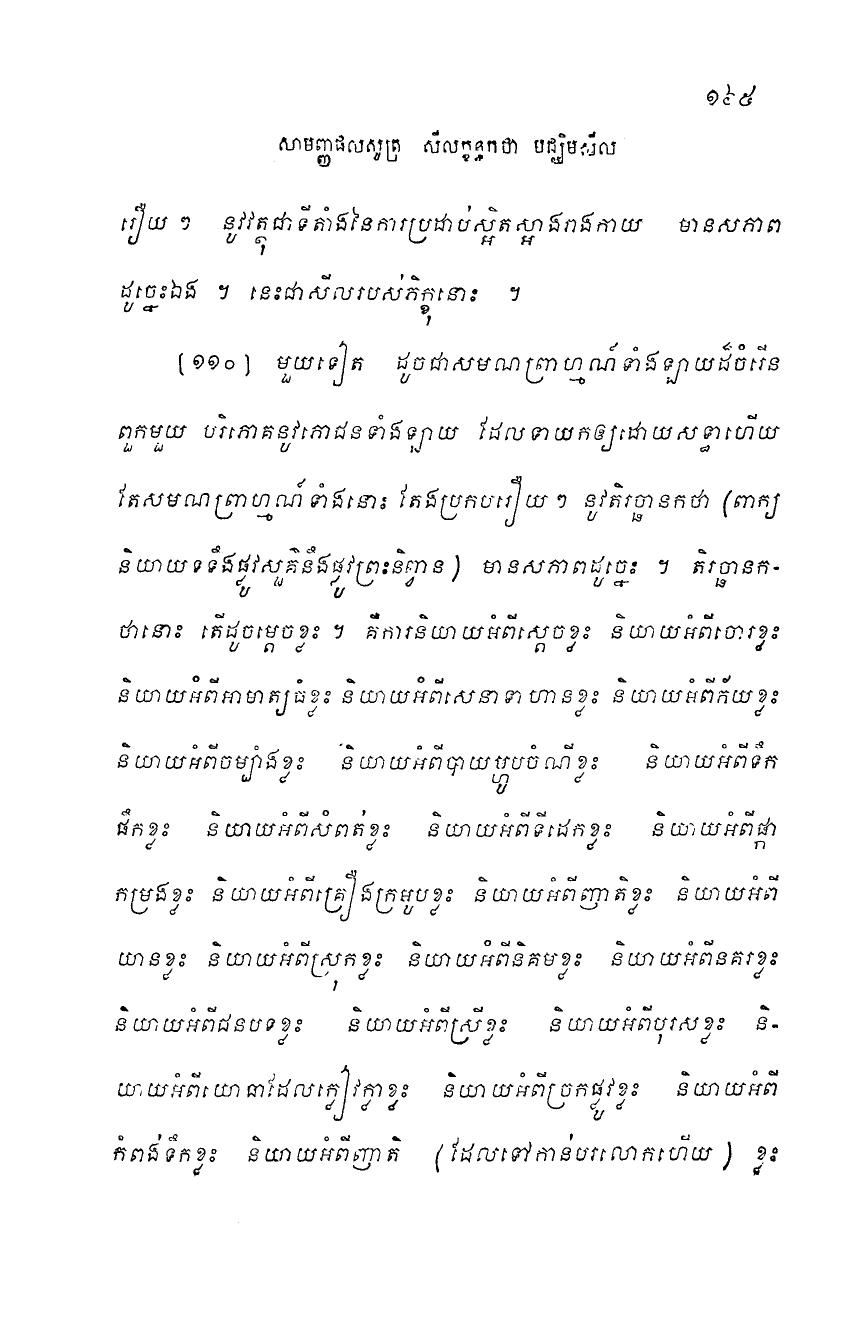 ១៩៥
សាមញ្ញផលសូត្រ សីលក្ខន្ធកថា មជ្ឈិមសីល
រឿយ ៗ នូវវត្ថុជាទីតាំងនៃការប្រដាប់ស្អិតស្អាងរាងកាយ មានសភាព
ដូច្នេះឯង ។ នេះជាសីលរបស់ភិក្ខុនោះ ។
[១១០] មួយទៀត ដូចជាសមណព្រាហ្មណ៍ទាំងឡាយដ៏ចំរើន
ពួកមួយ បរិភោគនូវភោជនទាំងឡាយ ដែលទាយកឲ្យដោយសទ្ធាហើយ
តែសមណព្រាហ្មណ៍ទាំងនោះ តែងប្រកបរឿយ ៗ នូវតិរច្ឆានកថា (ពាក្យ
និយាយទទឹងផ្លូវសួគ៌និងផ្លូវព្រះនិព្វាន) មានសភាពដូច្នេះ ។ តិរច្ឆានក-
ថានោះ តើដូចម្តេចខ្លះ ។ គឺការនិយាយអំពីស្តេចខ្លះ និយាយអំពីចោរខ្លះ
និយាយអំពីអាមាត្យធំខ្លះ និយាយអំពីសេនាទាហានខ្លះ និយាយអំពីភ័យខ្លះ
និយាយអំពីចម្បាំងខ្លះ និយាយអំពីបាយម្ហូបចំណីខ្លះ និយាយអំពីទឹក
ផឹកខ្លះ និយាយអំពីសំពត់ខ្លះ និយាយអំពីទីដេកខ្លះ និយាយអំពីផ្កា
កម្រងខ្លះ និយាយអំពីគ្រឿងក្រអូបខ្លះ និយាយអំពីញាតិខ្លះ និយាយអំពី
យានខ្លះ និយាយអំពីស្រុកខ្លះ និយាយអំពីនិគមខ្លះ និយាយអំពីនគរខ្លះ
និយាយអំពីជនបទខ្លះ និយាយអំពីស្រីខ្លះ និយាយអំពីបុរសខ្លះ និ-
យាយអំពីយោធាដែលក្លៀវក្លាខ្លះ និយាយអំពីច្រកផ្លូវខ្លះ និយាយអំពី
កំពង់ទឹកខ្លះ និយាយអំពីញាតិ (ដែលទៅកាន់បរលោកហើយ) ខ្លះ